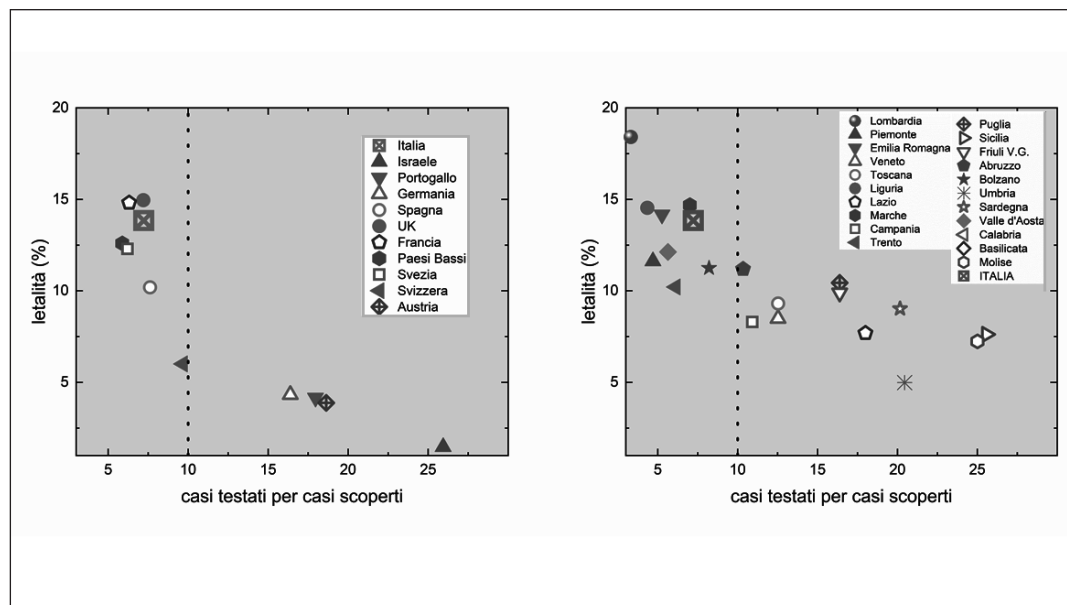 20
15
10
5
letalità (%)
5
10
15
20
25
casi testati per casi scoperti
Italia
Israele
Portogallo
Germania
Spagna
UK
Francia
Paesi Bassi
Svezia
Svizzera
Austria
20
15
10
5
letalità (%)
5
10
15
20
25
casi testati per casi scoperti
Lombardia
Piemonte
Emilia Romagna
Veneto
Toscana
Liguria
Lazio
Marche
Campania
Trento
Puglia
Sicilia
Friuli V.G.
Abruzzo
Bolzano
Umbria
Sardegna
Valle d'Aosta
Calabria
Basilicata
Molise
ITALIA